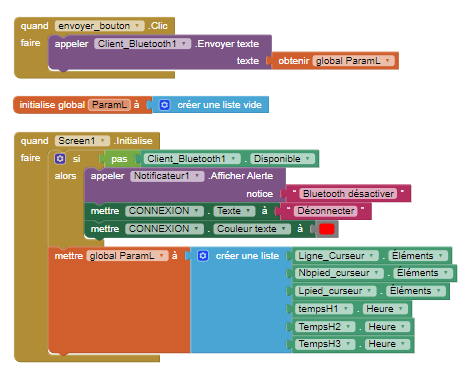 quand envoyer_bouton .Clic
faire appeler Client_Bluetooth1 .Envoyer texte
texte obtenir global ParamL
initialise global ParamL à créer une liste vide
quand Screen1 .Initialise
faire si pas Client_Bluetooth1 . Disponible
alors appeler Notificateur1 .Afficher Alerte
notice " Bluetooth désactiver "
mettre CONNEXION . Texte à " Déconnecter "
mettre CONNEXION . Couleur texte à
mettre global ParamL à créer une liste Ligne_Curseur . Éléments
Nbpied_curseur . Éléments
Lpied_curseur . Éléments
tempsH1 . Heure
TempsH2 . Heure
TempsH3 . Heure